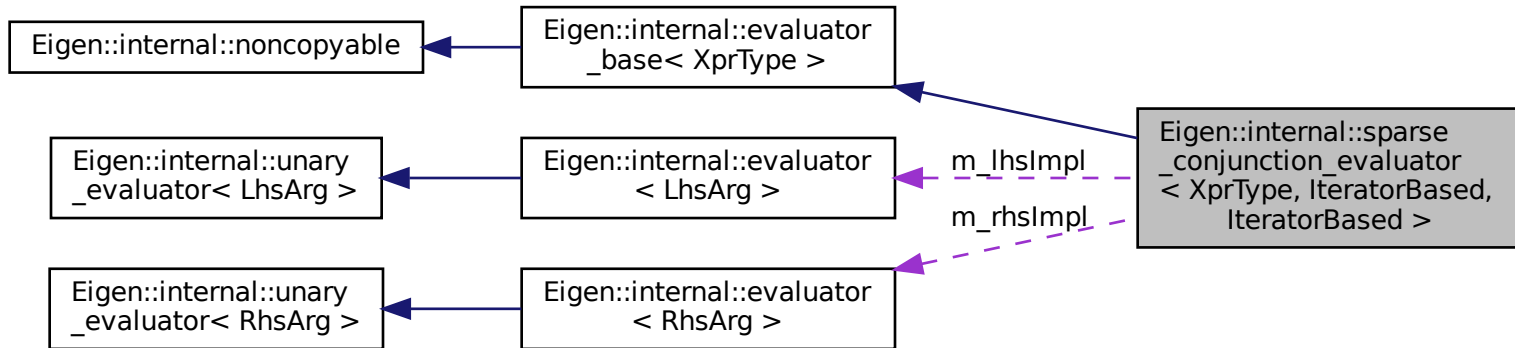 Eigen::internal::noncopyable
Eigen::internal::evaluator
_base< XprType >
Eigen::internal::unary
_evaluator< LhsArg >
Eigen::internal::evaluator
< LhsArg >
m_lhsImpl
Eigen::internal::sparse
_conjunction_evaluator
< XprType, IteratorBased,
IteratorBased >
m_rhsImpl
Eigen::internal::unary
_evaluator< RhsArg >
Eigen::internal::evaluator
< RhsArg >